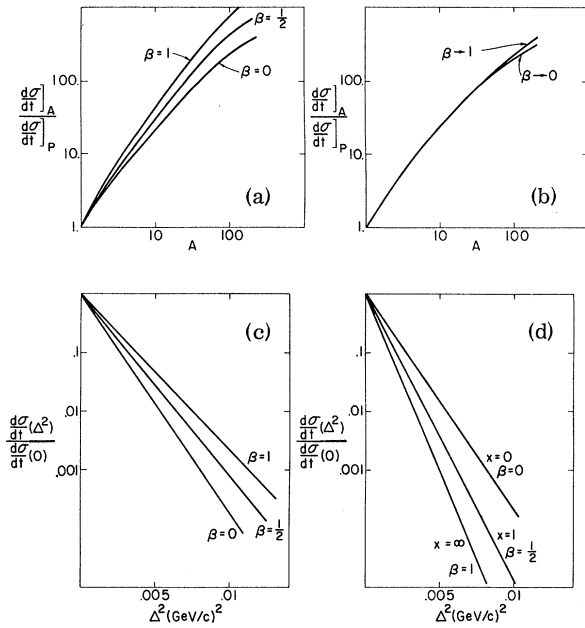 β=1
β=1/2
β=0
100.
10.
1.
dσ/dt]A
dσ/dt]P
(a)
10
100
A
β→1
β→0
100.
10.
1.
dσ/dt]A
dσ/dt]P
(b)
10
100
A
(c)
.1
.01
.001
dσ/dt(Δ²)
dσ/dt(0)
β=1
β=1/2
β=0
.005
.01
Δ²(GeV/c)²
(d)
.1
.01
.001
dσ/dt(Δ²)
dσ/dt(0)
x=0
β=0
x=1
β=1/2
x=∞
β=1
.005
.01
Δ²(GeV/c)²